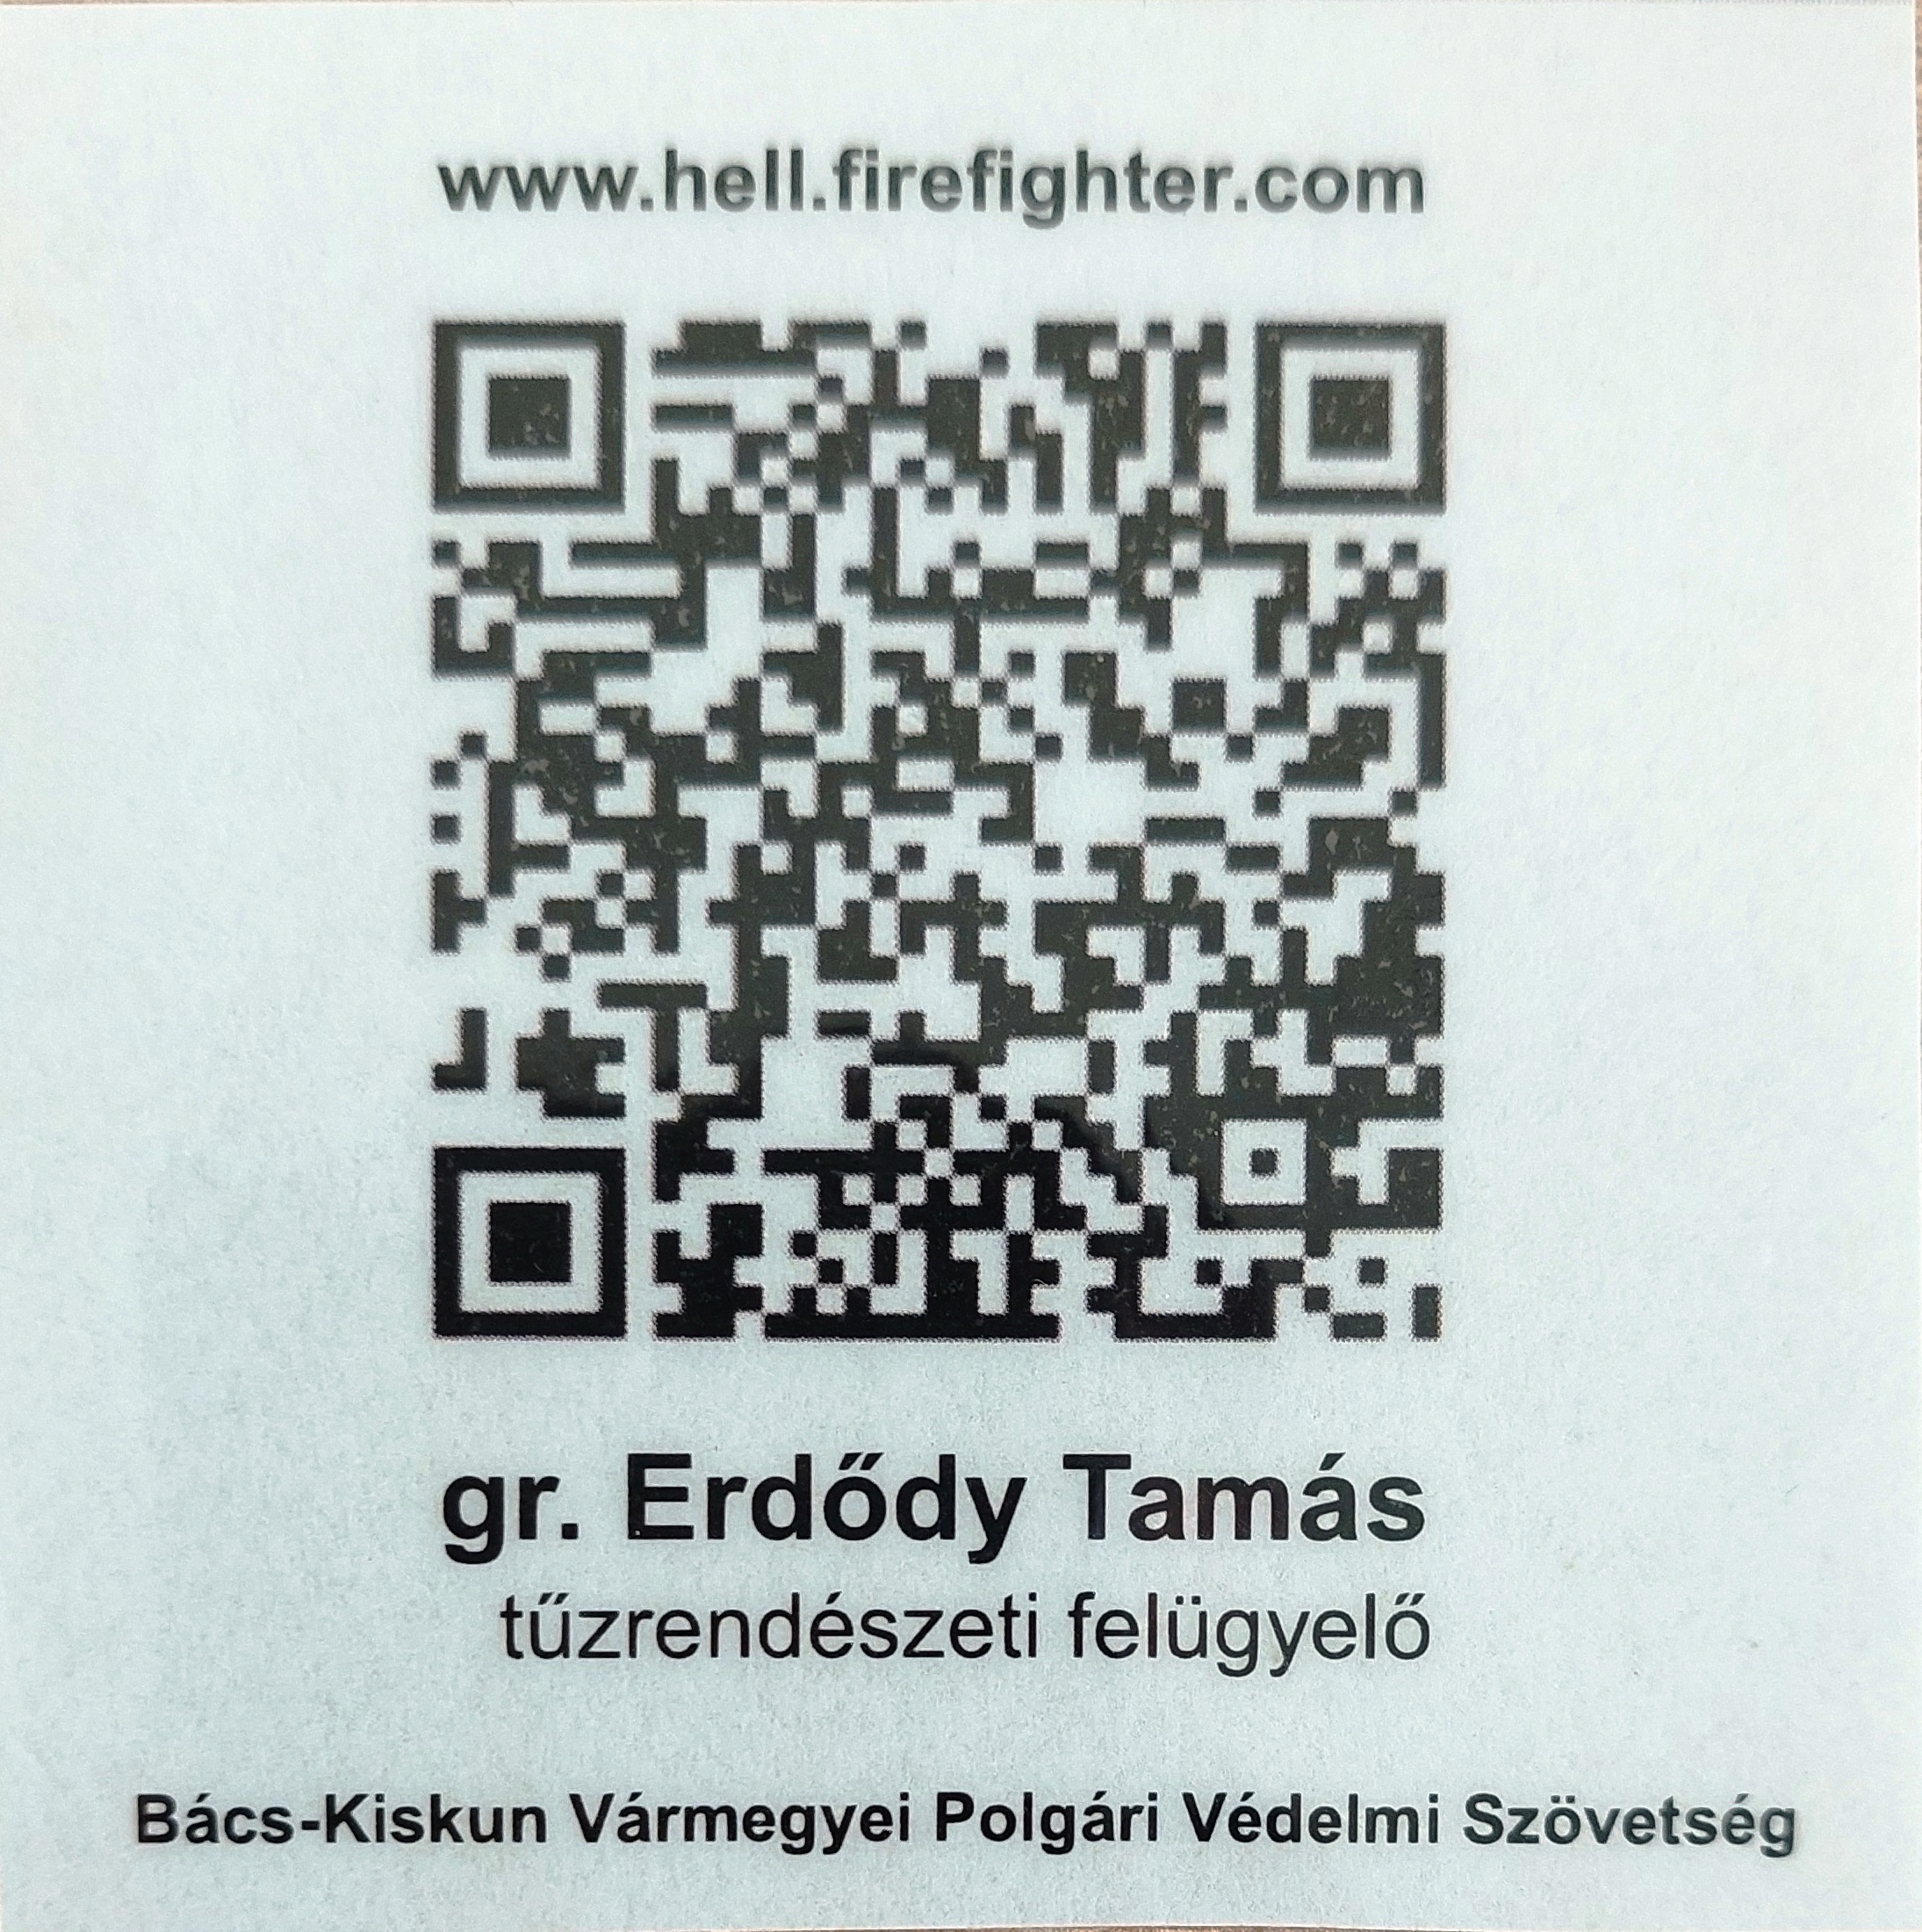 www.hell.firefighter.com
gr. Erdődy Tamás
tűzrendészeti felügyelő
Bács-Kiskun Vármegyei Polgári Védelmi Szövetség